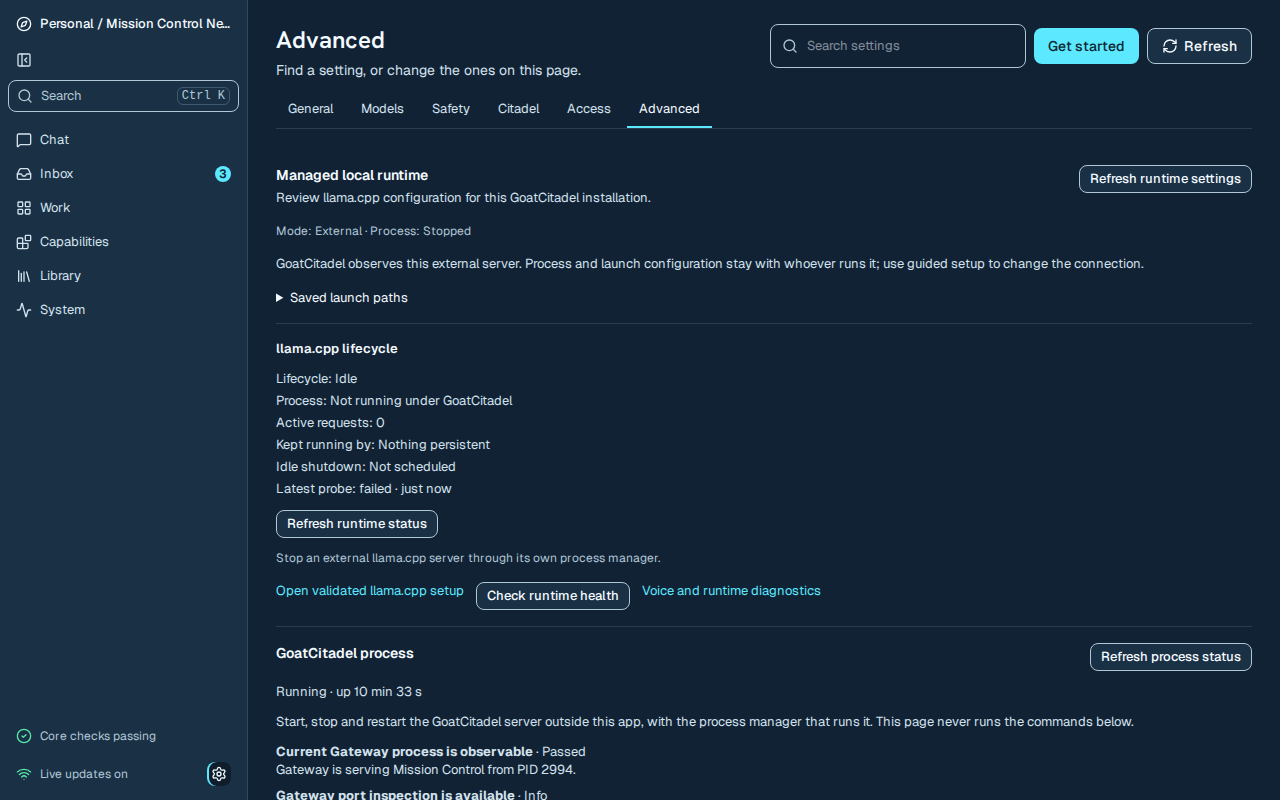 Personal / Mission Control Ne...
Search
Ctrl K
Chat
Inbox
3
Work
Capabilities
Library
System
Core checks passing
Live updates on
Advanced
Find a setting, or change the ones on this page.
Search settings
Get started
Refresh
General
Models
Safety
Citadel
Access
Advanced
Managed local runtime
Refresh runtime settings
Review llama.cpp configuration for this GoatCitadel installation.
Mode: External · Process: Stopped
GoatCitadel observes this external server. Process and launch configuration stay with whoever runs it; use guided setup to change the connection.
Saved launch paths
llama.cpp lifecycle
Lifecycle: Idle
Process: Not running under GoatCitadel
Active requests: 0
Kept running by: Nothing persistent
Idle shutdown: Not scheduled
Latest probe: failed · just now
Refresh runtime status
Stop an external llama.cpp server through its own process manager.
Open validated llama.cpp setup
Check runtime health
Voice and runtime diagnostics
GoatCitadel process
Refresh process status
Running · up 10 min 33 s
Start, stop and restart the GoatCitadel server outside this app, with the process manager that runs it. This page never runs the commands below.
Current Gateway process is observable · Passed
Gateway is serving Mission Control from PID 2994.
Gateway port inspection is available · Info